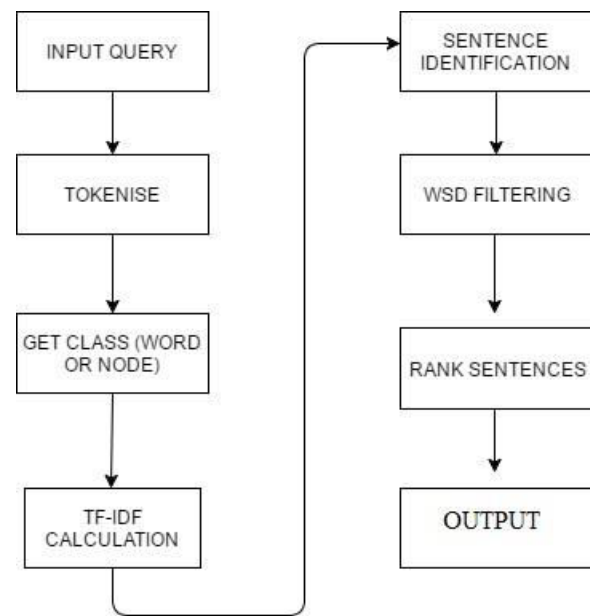 INPUT QUERY
TOKENISE
GET CLASS (WORD
OR NODE)
TF-IDF
CALCULATION
SENTENCE
IDENTIFICATION
WSD FILTERING
RANK SENTENCES
OUTPUT